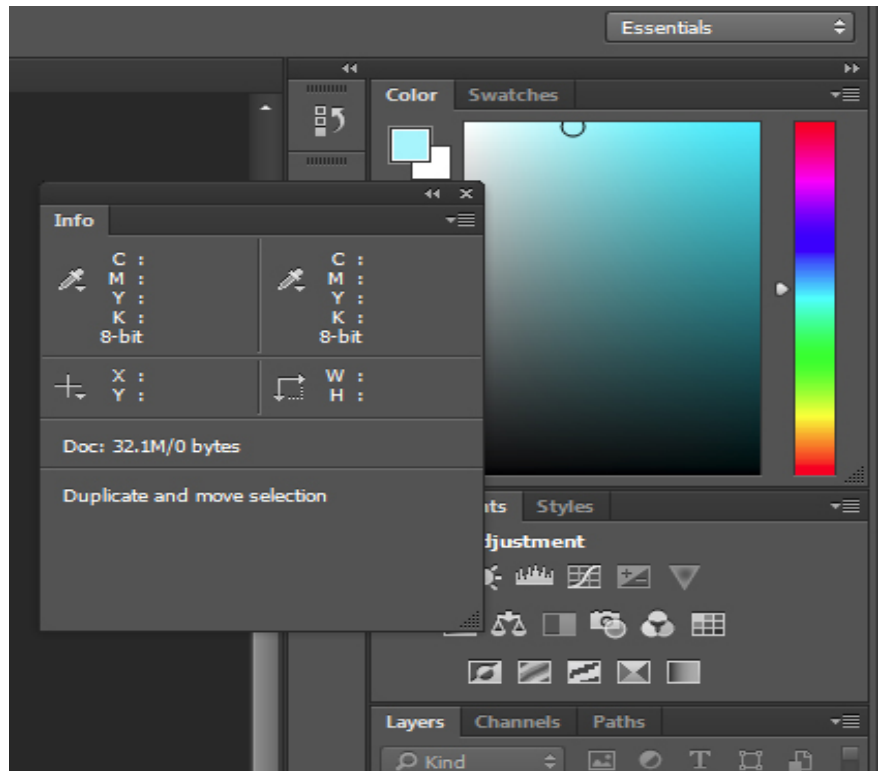 Essentials
Color Swatches
Info
C : C :
M : M :
Y : Y :
K : K :
8-bit 8-bit
X : W :
Y : H :
Doc: 32.1M/0 bytes
Duplicate and move selection
nts Styles
djustment
Layers Channels Paths
Kind
T